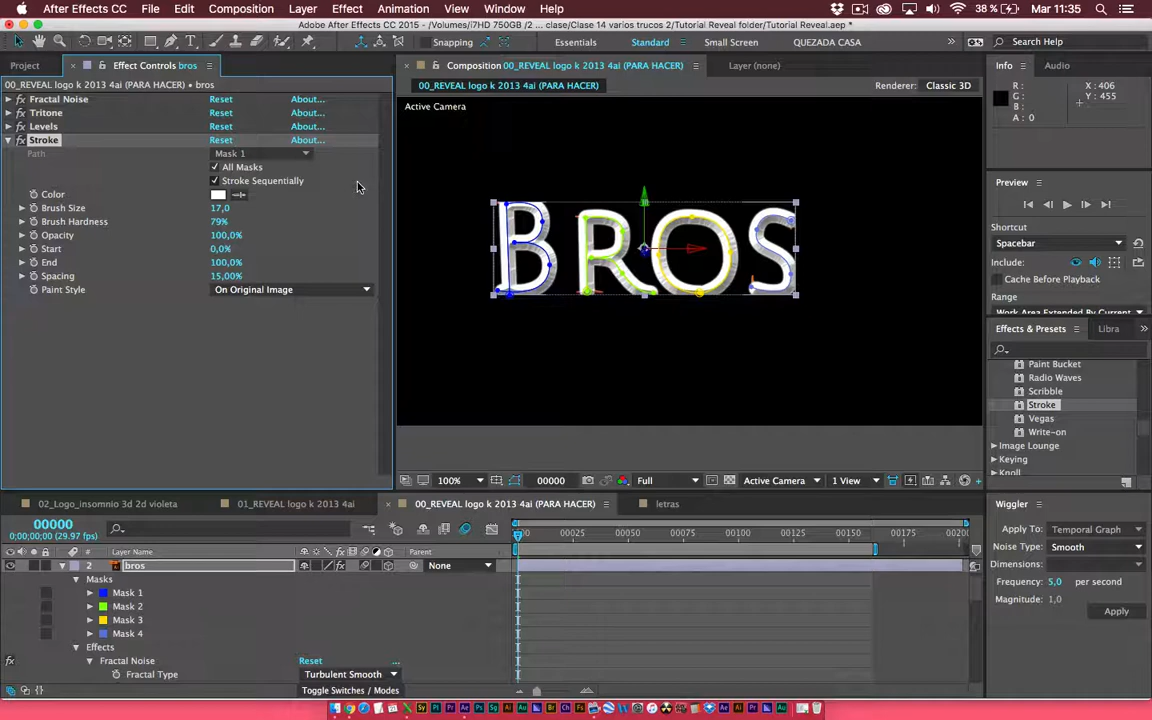 After Effects CC File Edit Composition Layer Effect Animation View Window Help 38 % Mar 11:35
Adobe After Effects CC 2015 - /Volumes/i7HD 750GB /2... clase/Clase 14 varios trucos 2/Tutorial Reveal folder/Tutorial Reveal.aep *
Snapping Essentials Standard Small Screen QUEZADA CASA Search Help
Project Effect Controls bros Composition 00_REVEAL logo k 2013 4ai (PARA HACER) Layer (none) Info Audio
00_REVEAL logo k 2013 4ai (PARA HACER) • bros
00_REVEAL logo k 2013 4ai (PARA HACER) Renderer: Classic 3D
Fractal Noise Reset About...
Tritone Reset About...
Levels Reset About...
Stroke Reset About...
Path Mask 1
All Masks
Stroke Sequentially
Color
Brush Size 17,0
Brush Hardness 79%
Opacity 100,0%
Start 0,0%
End 100,0%
Spacing 15,00%
Paint Style On Original Image
Active Camera
BROS
R: G: B: A: 0
X: 406
Y: 455
Preview
Shortcut
Spacebar
Include:
Cache Before Playback
Range
Work Area Extended By Current...
Effects & Presets Libra
Paint Bucket
Radio Waves
Scribble
Stroke
Vegas
Write-on
Image Lounge
Keying
Knoll
100% 00000 Full Active Camera 1 View
02_Logo_insomnio 3d 2d violeta 01_REVEAL logo k 2013 4ai 00_REVEAL logo k 2013 4ai (PARA HACER) letras
00000
0;00;00;00 (29.97 fps)
00 00025 00050 00075 00100 00125 00150 00175 00200
# Layer Name Parent
2 bros None
Masks
Mask 1
Mask 2
Mask 3
Mask 4
Effects
Fractal Noise Reset ...
Fractal Type Turbulent Smooth
Toggle Switches / Modes
Wiggler
Apply To: Temporal Graph
Noise Type: Smooth
Dimensions:
Frequency: 5,0 per second
Magnitude: 1,0
Apply